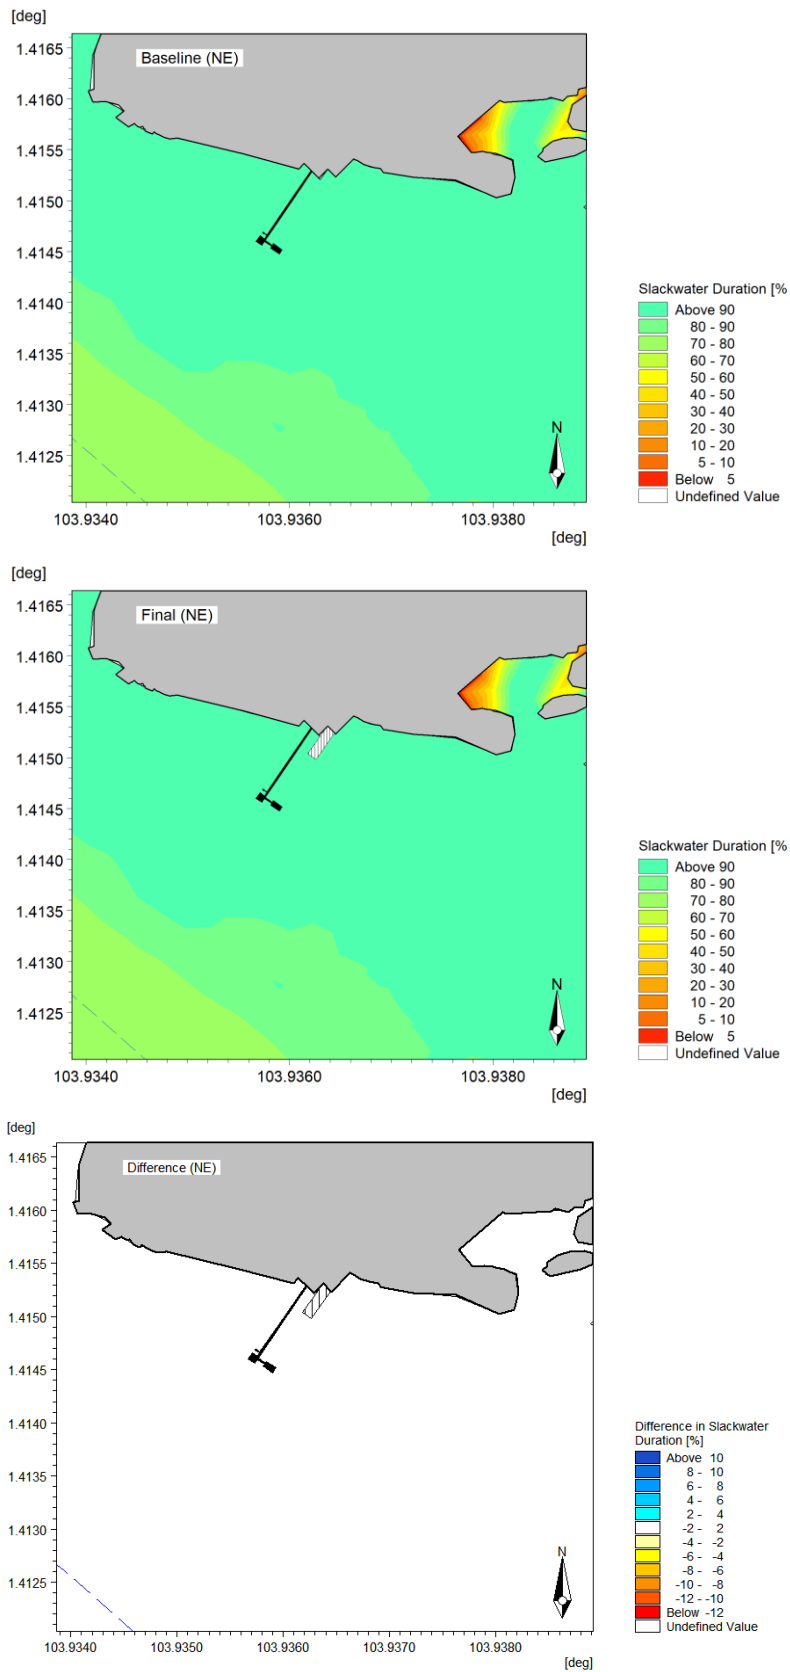 [deg]
1.4165
Baseline (NE)
1.4160
1.4155
1.4150
1.4145
1.4140
1.4135
1.4130
1.4125
Slackwater Duration [%
Above 90
80 - 90
70 - 80
60 - 70
50 - 60
40 - 50
30 - 40
20 - 30
10 - 20
5 - 10
Below 5
Undefined Value
N
103.9340
103.9360
103.9380
[deg]
[deg]
1.4165
Final (NE)
1.4160
1.4155
1.4150
1.4145
1.4140
1.4135
1.4130
1.4125
Slackwater Duration [%
Above 90
80 - 90
70 - 80
60 - 70
50 - 60
40 - 50
30 - 40
20 - 30
10 - 20
5 - 10
Below 5
Undefined Value
N
103.9340
103.9360
103.9380
[deg]
[deg]
1.4165
Difference (NE)
1.4160
1.4155
1.4150
1.4145
1.4140
1.4135
1.4130
1.4125
Difference in Slackwater
Duration [%]
Above 10
8 - 10
6 - 8
4 - 6
2 - 4
-2 - 2
-4 - -2
-6 - -4
-8 - -6
-10 - -8
-12 - -10
Below -12
Undefined Value
N
103.9340
103.9350
103.9360
103.9370
103.9380
[deg]